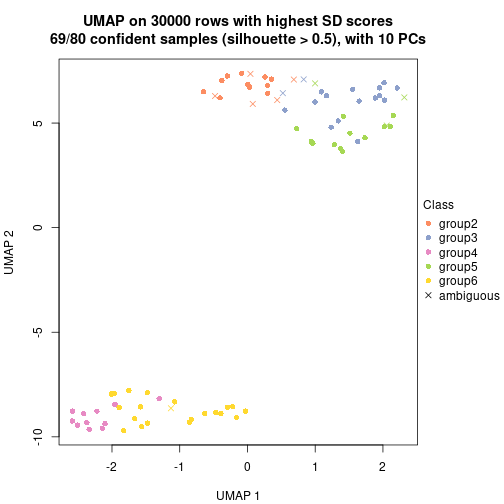 UMAP on 30000 rows with highest SD scores
69/80 confident samples (silhouette > 0.5), with 10 PCs
5
0
-5
-10
UMAP 2
-2
-1
0
1
2
UMAP 1
Class
group2
group3
group4
group5
group6
ambiguous